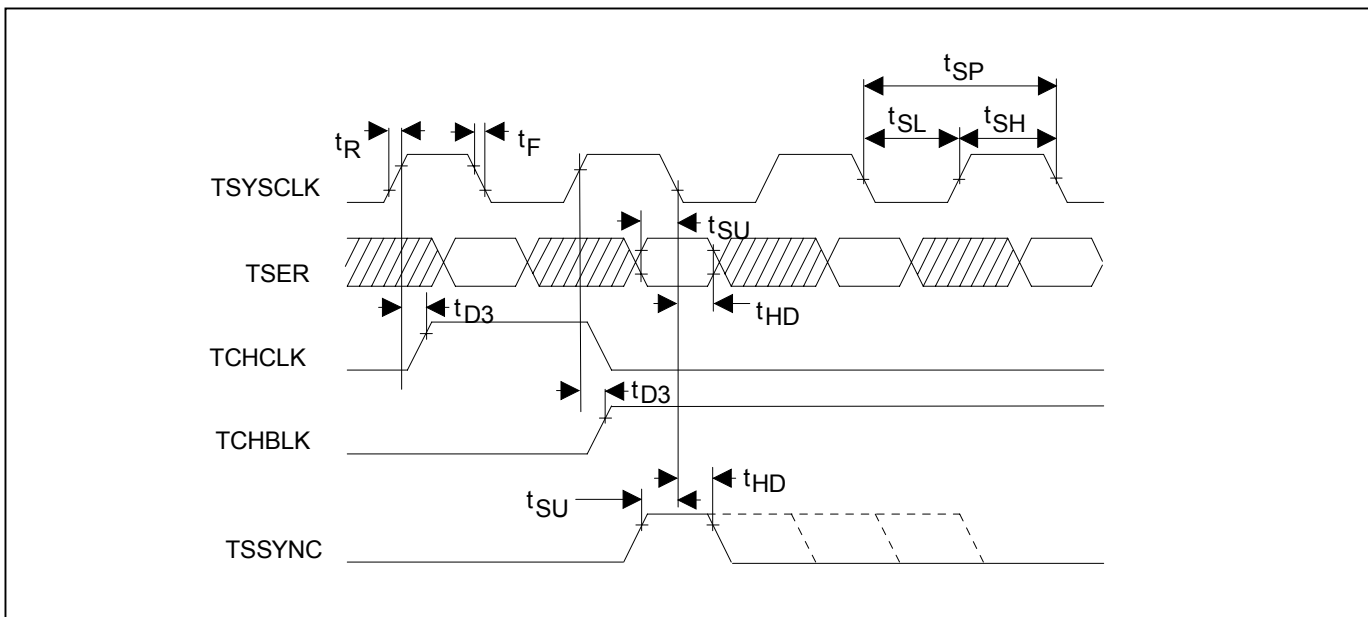 tSP
tSL tSH
tR tF
TSYSCLK
tSU
TSER
tD3 tHD
TCHCLK
tD3
TCHBLK
tSU tHD
TSSYNC